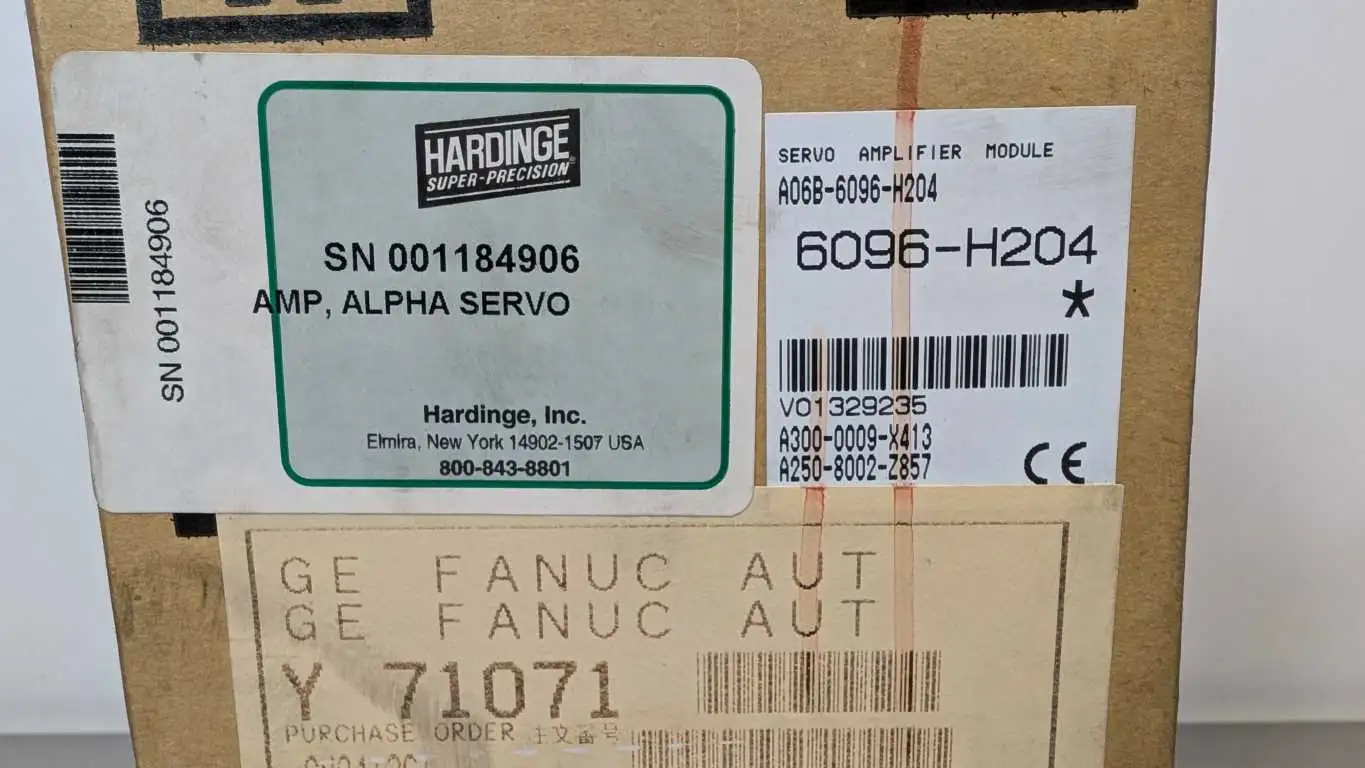 SN 001184906
HARDINGE
SUPER-PRECISION
SN 001184906
AMP, ALPHA SERVO
Hardinge, Inc.
Elmira, New York 14902-1507 USA
800-843-8801
SERVO AMPLIFIER MODULE
A06B-6096-H204
6096-H204
*
V01329235
A300-0009-X413
A250-8002-Z857
CE
GE FANUC AUT
GE FANUC AUT
Y 71071
PURCHASE ORDER 注文番号